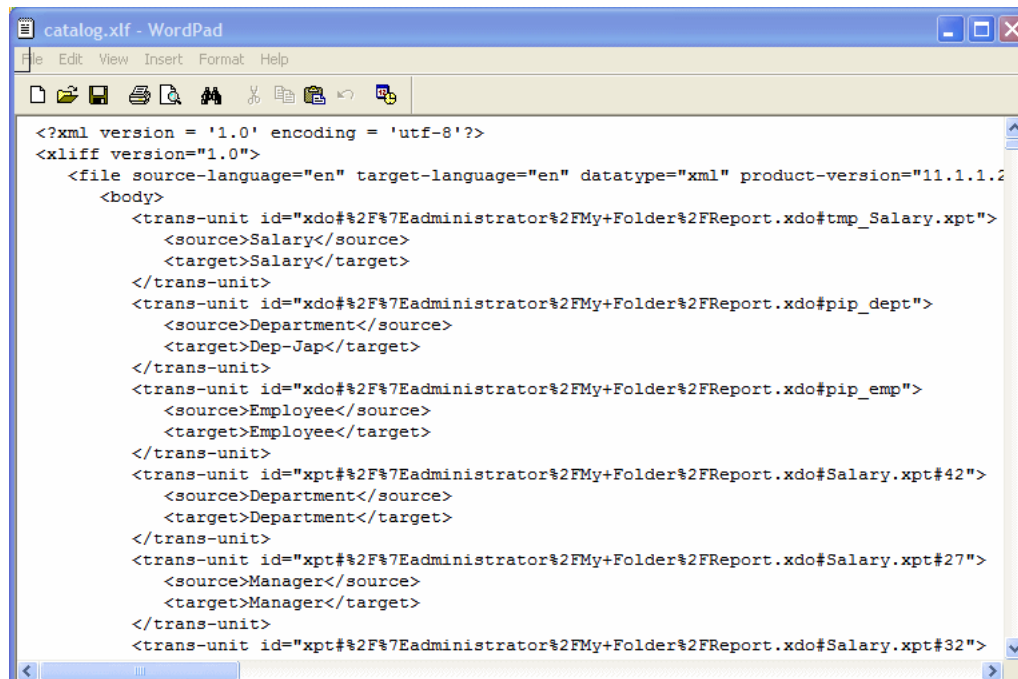 catalog.xlf - WordPad
File Edit View Insert Format Help
<?xml version = '1.0' encoding = 'utf-8'?>
<xliff version="1.0">
<file source-language="en" target-language="en" datatype="xml" product-version="11.1.1.2
<body>
<trans-unit id="xdo#%2F%7Eadministrator%2FMy+Folder%2FReport.xdo#tmp_Salary.xpt">
<source>Salary</source>
<target>Salary</target>
</trans-unit>
<trans-unit id="xdo#%2F%7Eadministrator%2FMy+Folder%2FReport.xdo#pip_dept">
<source>Department</source>
<target>Dep-Jap</target>
</trans-unit>
<trans-unit id="xdo#%2F%7Eadministrator%2FMy+Folder%2FReport.xdo#pip_emp">
<source>Employee</source>
<target>Employee</target>
</trans-unit>
<trans-unit id="xpt#%2F%7Eadministrator%2FMy+Folder%2FReport.xdo#Salary.xpt#42">
<source>Department</source>
<target>Department</target>
</trans-unit>
<trans-unit id="xpt#%2F%7Eadministrator%2FMy+Folder%2FReport.xdo#Salary.xpt#27">
<source>Manager</source>
<target>Manager</target>
</trans-unit>
<trans-unit id="xpt#%2F%7Eadministrator%2FMy+Folder%2FReport.xdo#Salary.xpt#32">